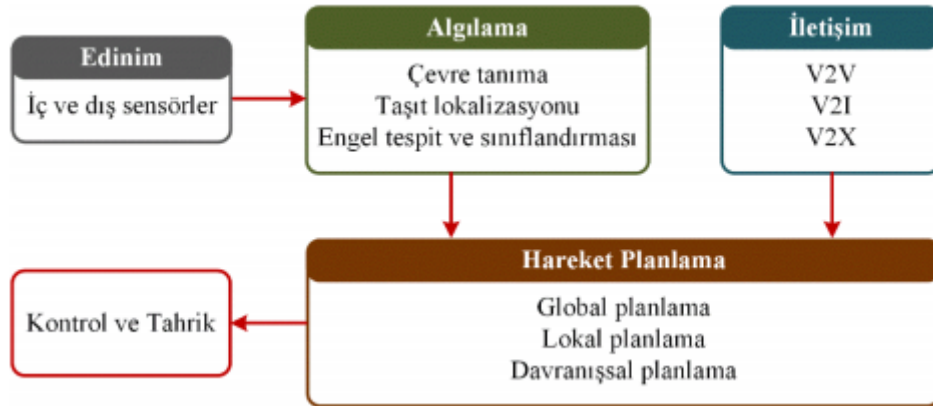 Edinim
İç ve dış sensörler
Algılama
Çevre tanıma
Taşıt lokalizasyonu
Engel tespit ve sınıflandırması
İletişim
V2V
V2I
V2X
Hareket Planlama
Global planlama
Lokal planlama
Davranışsal planlama
Kontrol ve Tahrik